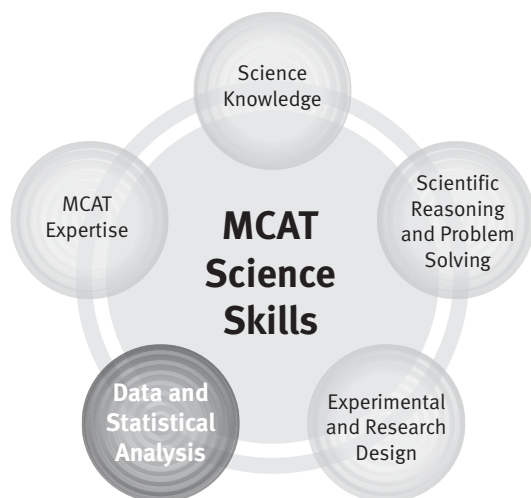 Science
Knowledge
Scientific
Reasoning
and Problem
Solving
MCAT
Expertise
MCAT
Science
Skills
Data and
Statistical
Analysis
Experimental
and Research
Design